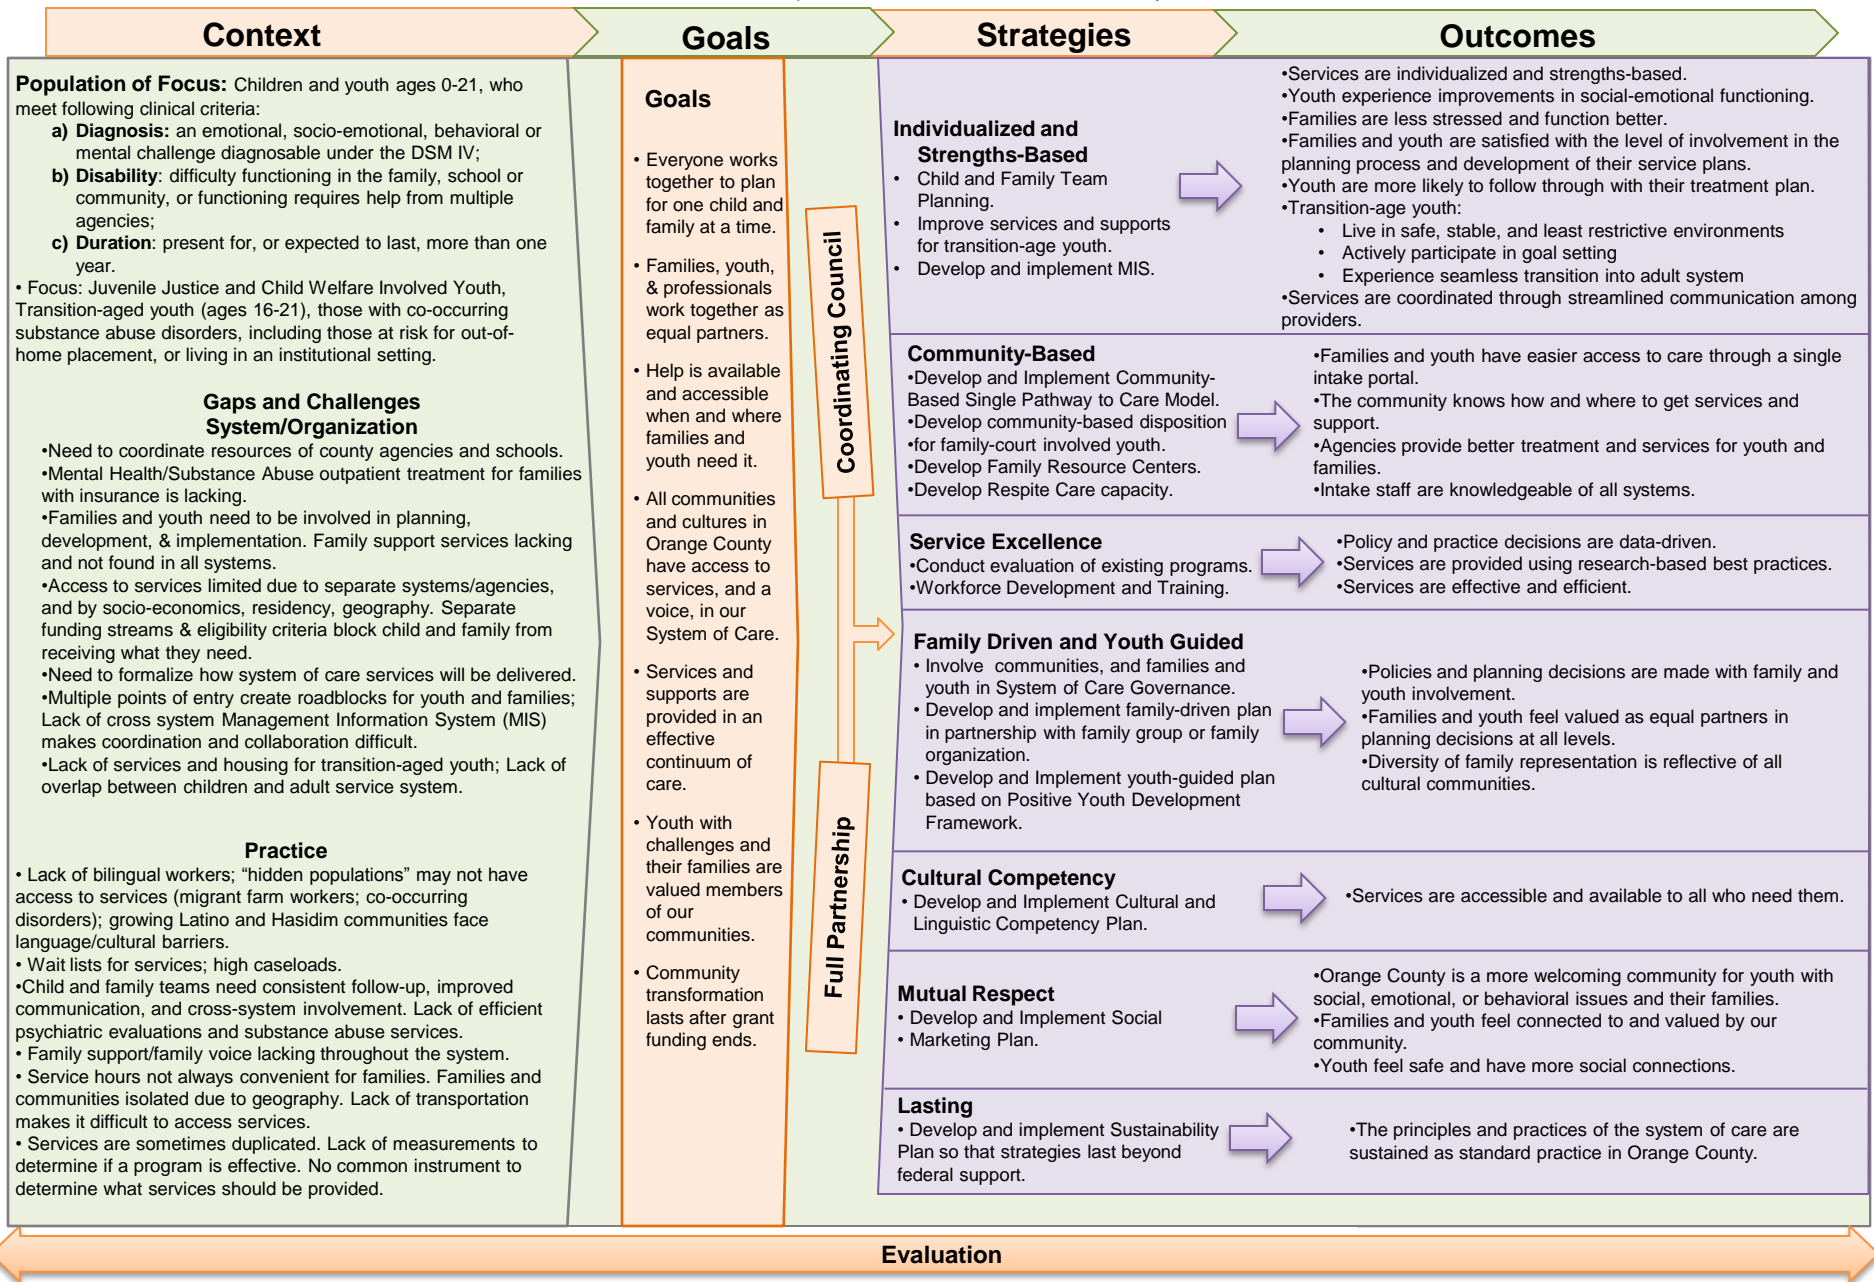 Context
Goals
Strategies
Outcomes
Population of Focus: Children and youth ages 0-21, who
meet following clinical criteria:
a) Diagnosis: an emotional, socio-emotional, behavioral or
mental challenge diagnosable under the DSM IV;
b) Disability: difficulty functioning in the family, school or
community, or functioning requires help from multiple
agencies;
c) Duration: present for, or expected to last, more than one
year.
• Focus: Juvenile Justice and Child Welfare Involved Youth,
Transition-aged youth (ages 16-21), those with co-occurring
substance abuse disorders, including those at risk for out-of-
home placement, or living in an institutional setting.
Gaps and Challenges
System/Organization
•Need to coordinate resources of county agencies and schools.
•Mental Health/Substance Abuse outpatient treatment for families
with insurance is lacking.
•Families and youth need to be involved in planning,
development, & implementation. Family support services lacking
and not found in all systems.
•Access to services limited due to separate systems/agencies,
and by socio-economics, residency, geography. Separate
funding streams & eligibility criteria block child and family from
receiving what they need.
•Need to formalize how system of care services will be delivered.
•Multiple points of entry create roadblocks for youth and families;
Lack of cross system Management Information System (MIS)
makes coordination and collaboration difficult.
•Lack of services and housing for transition-aged youth; Lack of
overlap between children and adult service system.
Practice
• Lack of bilingual workers; “hidden populations” may not have
access to services (migrant farm workers; co-occurring
disorders); growing Latino and Hasidim communities face
language/cultural barriers.
• Wait lists for services; high caseloads.
•Child and family teams need consistent follow-up, improved
communication, and cross-system involvement. Lack of efficient
psychiatric evaluations and substance abuse services.
• Family support/family voice lacking throughout the system.
• Service hours not always convenient for families. Families and
communities isolated due to geography. Lack of transportation
makes it difficult to access services.
• Services are sometimes duplicated. Lack of measurements to
determine if a program is effective. No common instrument to
determine what services should be provided.
Goals
• Everyone works
together to plan
for one child and
family at a time.
• Families, youth,
& professionals
work together as
equal partners.
• Help is available
and accessible
when and where
families and
youth need it.
• All communities
and cultures in
Orange County
have access to
services, and a
voice, in our
System of Care.
• Services and
supports are
provided in an
effective
continuum of
care.
• Youth with
challenges and
their families are
valued members
of our
communities.
• Community
transformation
lasts after grant
funding ends.
Coordinating Council
Full Partnership
Individualized and
Strengths-Based
• Child and Family Team
Planning.
• Improve services and supports
for transition-age youth.
• Develop and implement MIS.
•Services are individualized and strengths-based.
•Youth experience improvements in social-emotional functioning.
•Families are less stressed and function better.
•Families and youth are satisfied with the level of involvement in the
planning process and development of their service plans.
•Youth are more likely to follow through with their treatment plan.
•Transition-age youth:
• Live in safe, stable, and least restrictive environments
• Actively participate in goal setting
• Experience seamless transition into adult system
•Services are coordinated through streamlined communication among
providers.
Community-Based
•Develop and Implement Community-
Based Single Pathway to Care Model.
•Develop community-based disposition
•for family-court involved youth.
•Develop Family Resource Centers.
•Develop Respite Care capacity.
•Families and youth have easier access to care through a single
intake portal.
•The community knows how and where to get services and
support.
•Agencies provide better treatment and services for youth and
families.
•Intake staff are knowledgeable of all systems.
Service Excellence
•Conduct evaluation of existing programs.
•Workforce Development and Training.
•Policy and practice decisions are data-driven.
•Services are provided using research-based best practices.
•Services are effective and efficient.
Family Driven and Youth Guided
• Involve communities, and families and
youth in System of Care Governance.
• Develop and implement family-driven plan
in partnership with family group or family
organization.
• Develop and Implement youth-guided plan
based on Positive Youth Development
Framework.
•Policies and planning decisions are made with family and
youth involvement.
•Families and youth feel valued as equal partners in
planning decisions at all levels.
•Diversity of family representation is reflective of all
cultural communities.
Cultural Competency
• Develop and Implement Cultural and
Linguistic Competency Plan.
•Services are accessible and available to all who need them.
Mutual Respect
• Develop and Implement Social
• Marketing Plan.
•Orange County is a more welcoming community for youth with
social, emotional, or behavioral issues and their families.
•Families and youth feel connected to and valued by our
community.
•Youth feel safe and have more social connections.
Lasting
• Develop and implement Sustainability
Plan so that strategies last beyond
federal support.
•The principles and practices of the system of care are
sustained as standard practice in Orange County.
Evaluation